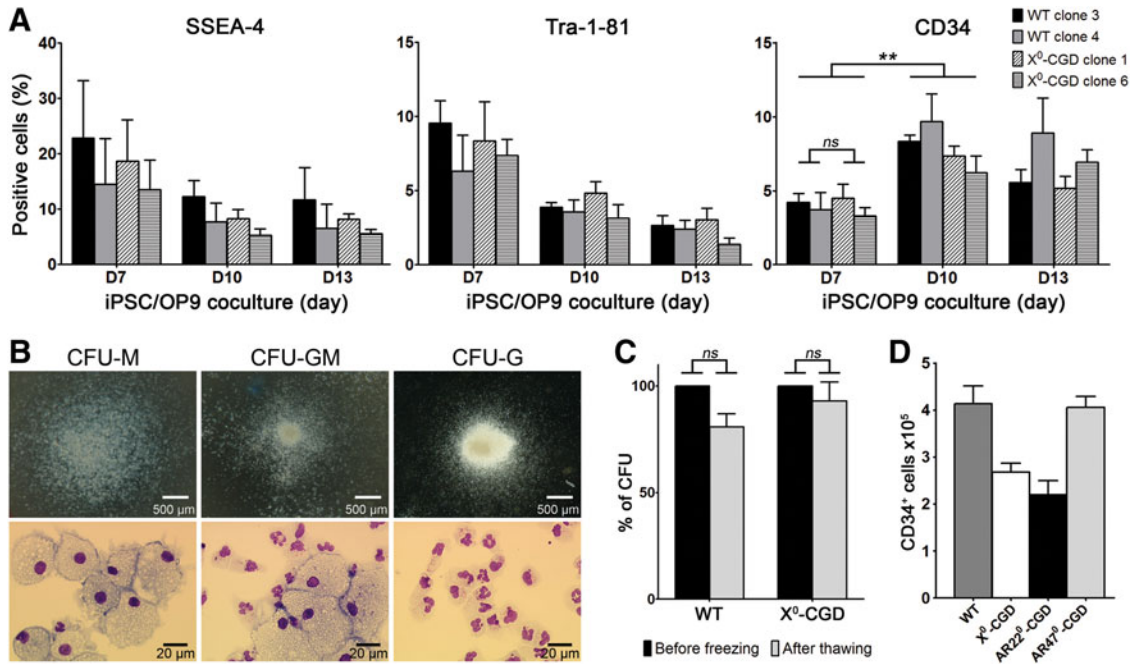 A
SSEA-4
Tra-1-81
CD34
WT clone 3
WT clone 4
X⁰-CGD clone 1
X⁰-CGD clone 6
Positive cells (%)
40
30
20
10
0
D7 D10 D13
iPSC/OP9 coculture (day)
15
10
5
0
D7 D10 D13
iPSC/OP9 coculture (day)
15
10
5
0
ns
**
D7 D10 D13
iPSC/OP9 coculture (day)
B
CFU-M
CFU-GM
CFU-G
500 µm
500 µm
500 µm
20 µm
20 µm
20 µm
C
% of CFU
100
50
0
ns
ns
WT
X⁰-CGD
Before freezing
After thawing
D
CD34⁺ cells x10⁵
5
4
3
2
1
0
WT
X⁰-CGD
AR22⁰-CGD
AR47⁰-CGD